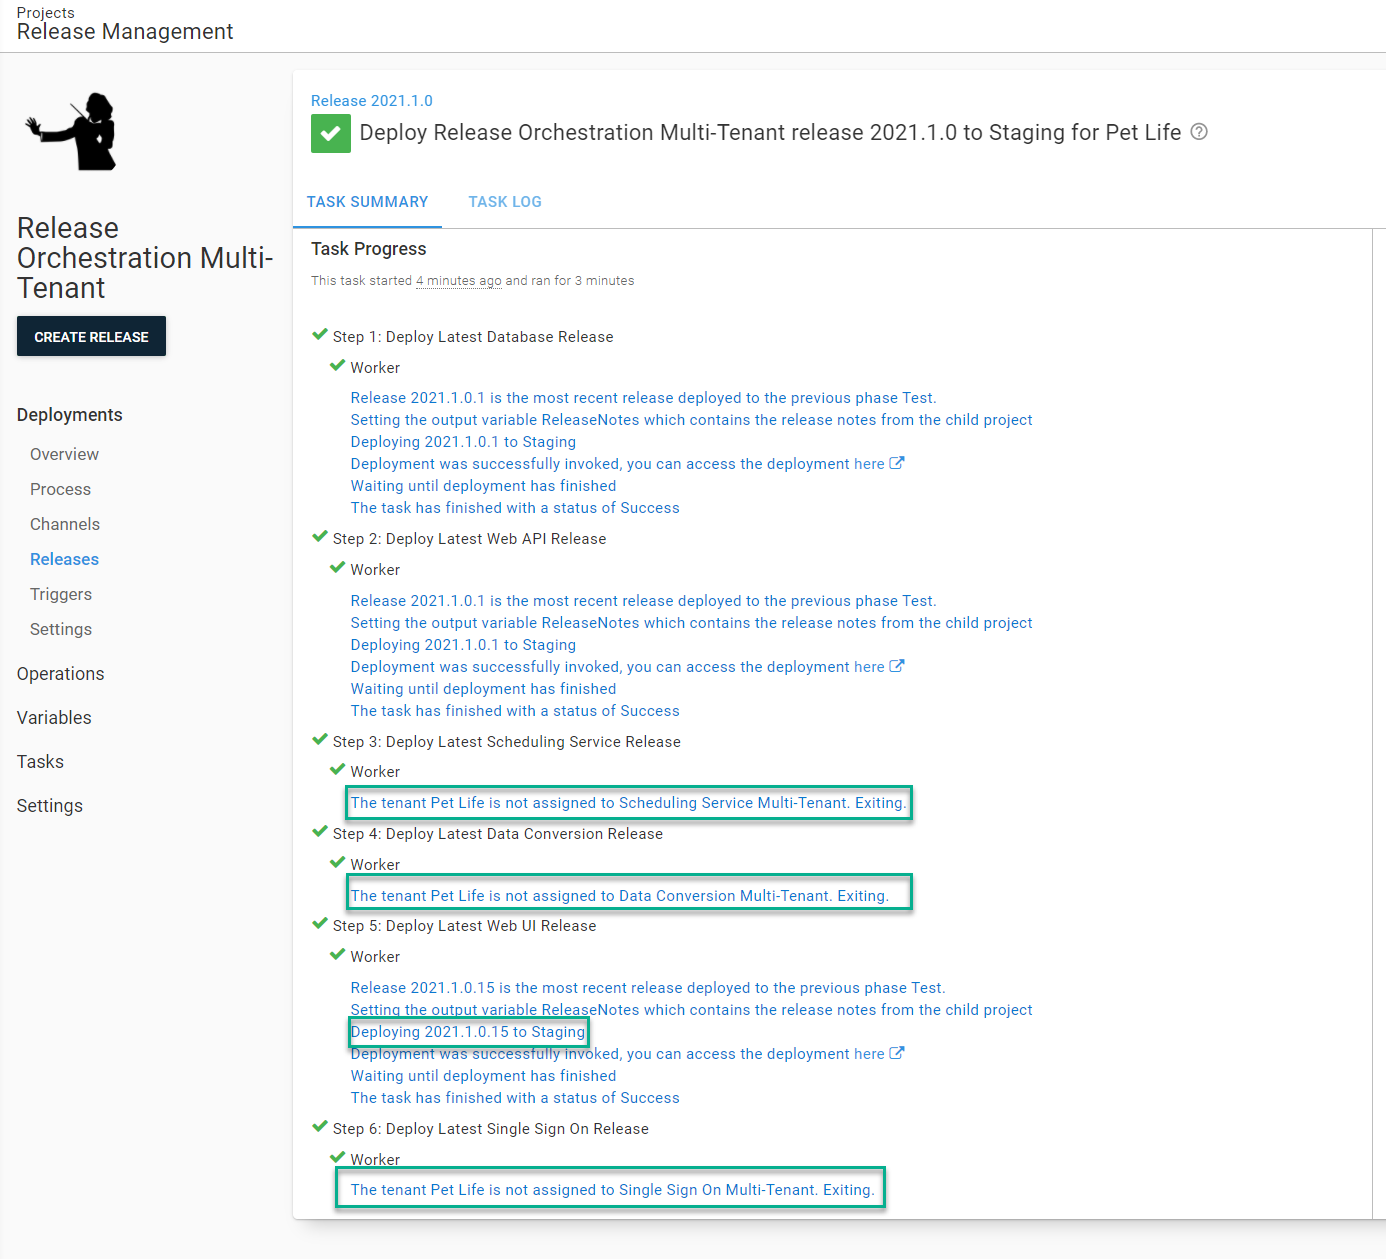 Projects
Release Management
Release
Orchestration Multi-
Tenant
CREATE RELEASE
Deployments
Overview
Process
Channels
Releases
Triggers
Settings
Operations
Variables
Tasks
Settings
Release 2021.1.0
Deploy Release Orchestration Multi-Tenant release 2021.1.0 to Staging for Pet Life
TASK SUMMARY TASK LOG
Task Progress
This task started 4 minutes ago and ran for 3 minutes
Step 1: Deploy Latest Database Release
Worker
Release 2021.1.0.1 is the most recent release deployed to the previous phase Test.
Setting the output variable ReleaseNotes which contains the release notes from the child project
Deploying 2021.1.0.1 to Staging
Deployment was successfully invoked, you can access the deployment here
Waiting until deployment has finished
The task has finished with a status of Success
Step 2: Deploy Latest Web API Release
Worker
Release 2021.1.0.1 is the most recent release deployed to the previous phase Test.
Setting the output variable ReleaseNotes which contains the release notes from the child project
Deploying 2021.1.0.1 to Staging
Deployment was successfully invoked, you can access the deployment here
Waiting until deployment has finished
The task has finished with a status of Success
Step 3: Deploy Latest Scheduling Service Release
Worker
The tenant Pet Life is not assigned to Scheduling Service Multi-Tenant. Exiting.
Step 4: Deploy Latest Data Conversion Release
Worker
The tenant Pet Life is not assigned to Data Conversion Multi-Tenant. Exiting.
Step 5: Deploy Latest Web UI Release
Worker
Release 2021.1.0.15 is the most recent release deployed to the previous phase Test.
Setting the output variable ReleaseNotes which contains the release notes from the child project
Deploying 2021.1.0.15 to Staging
Deployment was successfully invoked, you can access the deployment here
Waiting until deployment has finished
The task has finished with a status of Success
Step 6: Deploy Latest Single Sign On Release
Worker
The tenant Pet Life is not assigned to Single Sign On Multi-Tenant. Exiting.